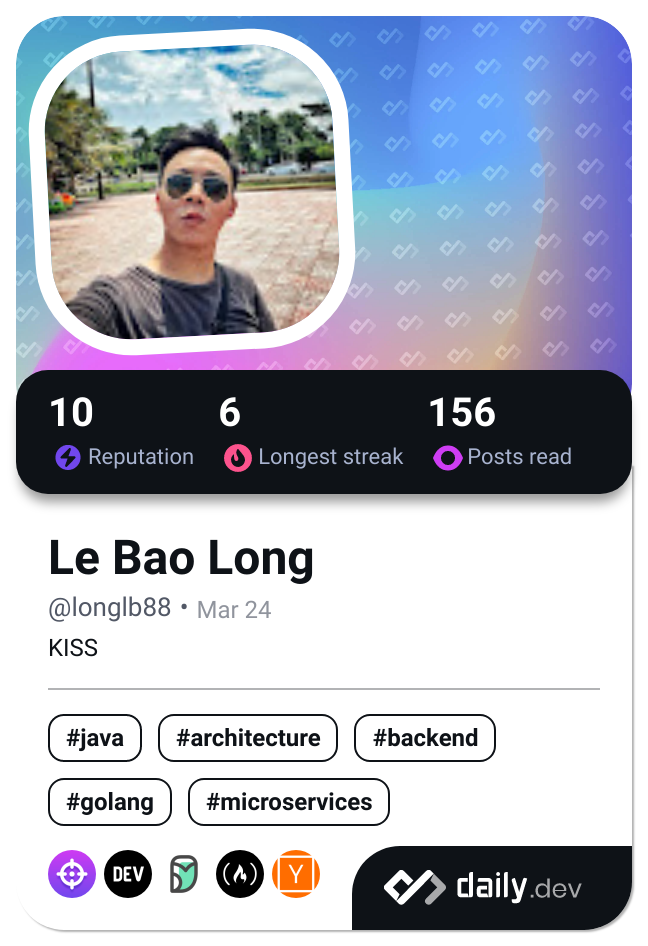 10 6 156
Reputation Longest streak Posts read
Le Bao Long
@longlb88 • Mar 24
KISS
#java #architecture #backend
#golang #microservices
DEV Y daily.dev